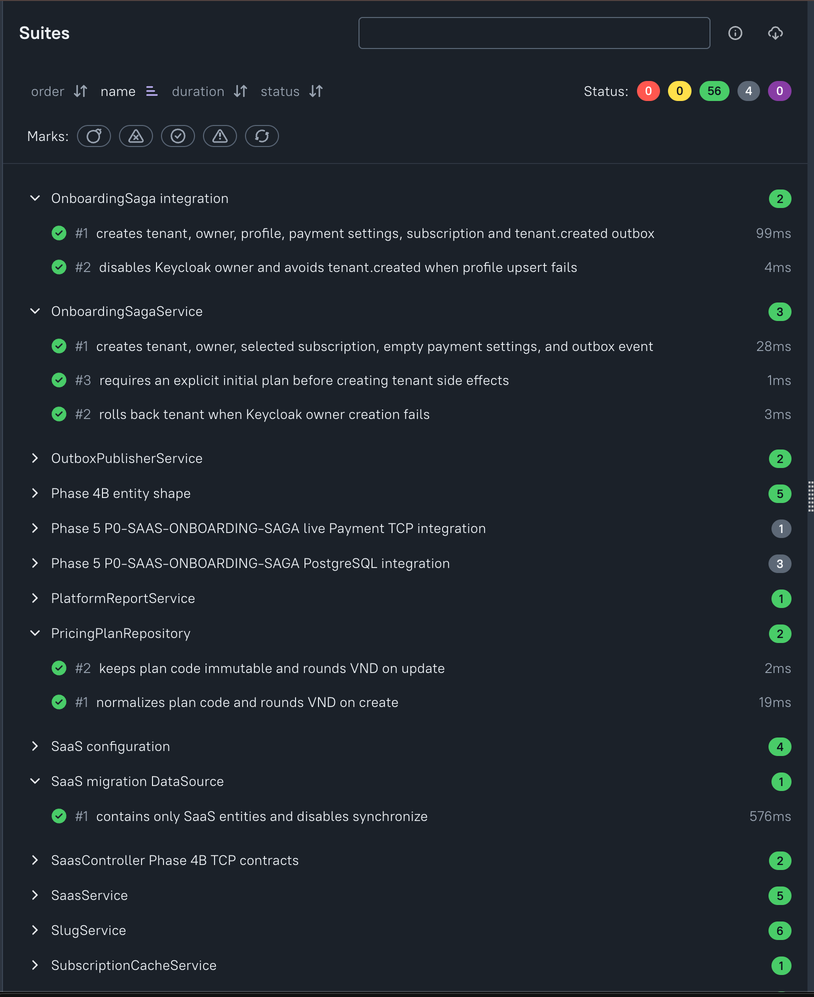 Suites
order name duration status Status: 0 0 56 4 0
Marks:
OnboardingSaga integration 2
#1 creates tenant, owner, profile, payment settings, subscription and tenant.created outbox 99ms
#2 disables Keycloak owner and avoids tenant.created when profile upsert fails 4ms
OnboardingSagaService 3
#1 creates tenant, owner, selected subscription, empty payment settings, and outbox event 28ms
#3 requires an explicit initial plan before creating tenant side effects 1ms
#2 rolls back tenant when Keycloak owner creation fails 3ms
OutboxPublisherService 2
Phase 4B entity shape 5
Phase 5 P0-SAAS-ONBOARDING-SAGA live Payment TCP integration 1
Phase 5 P0-SAAS-ONBOARDING-SAGA PostgreSQL integration 3
PlatformReportService 1
PricingPlanRepository 2
#2 keeps plan code immutable and rounds VND on update 2ms
#1 normalizes plan code and rounds VND on create 19ms
SaaS configuration 4
SaaS migration DataSource 1
#1 contains only SaaS entities and disables synchronize 576ms
SaasController Phase 4B TCP contracts 2
SaasService 5
SlugService 6
SubscriptionCacheService 1